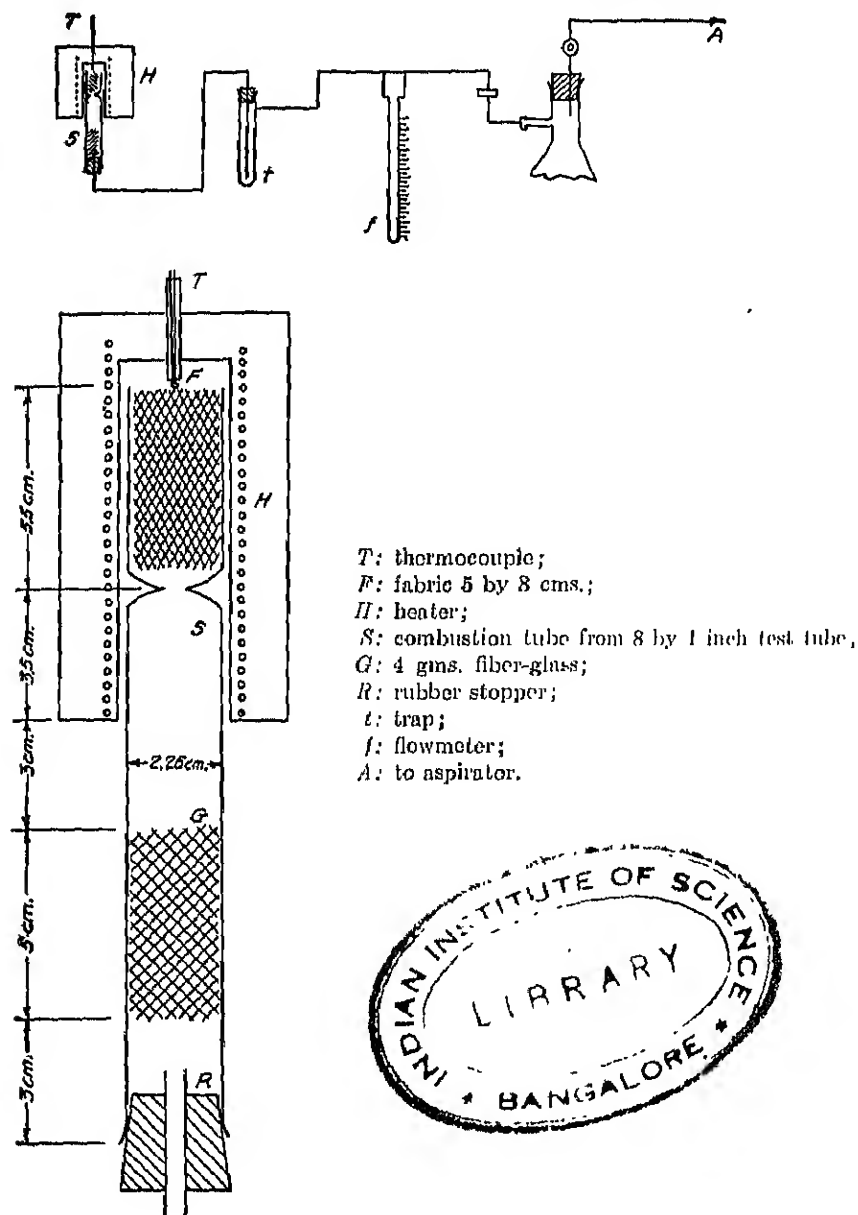 T
H
A
S
t
f
T
F
5.5 cm.
H
3.5 cm.
S
3 cm.
2.25 cm.
G
5 cm.
3 cm.
R
T: thermocouple;
F: fabric 5 by 8 cms.;
H: heater;
S: combustion tube from 8 by 1 inch test tube,
G: 4 gms. fiber-glass;
R: rubber stopper;
t: trap;
f: flowmeter;
A: to aspirator.
INDIAN INSTITUTE OF SCIENCE
LIBRARY
* BANGALORE *